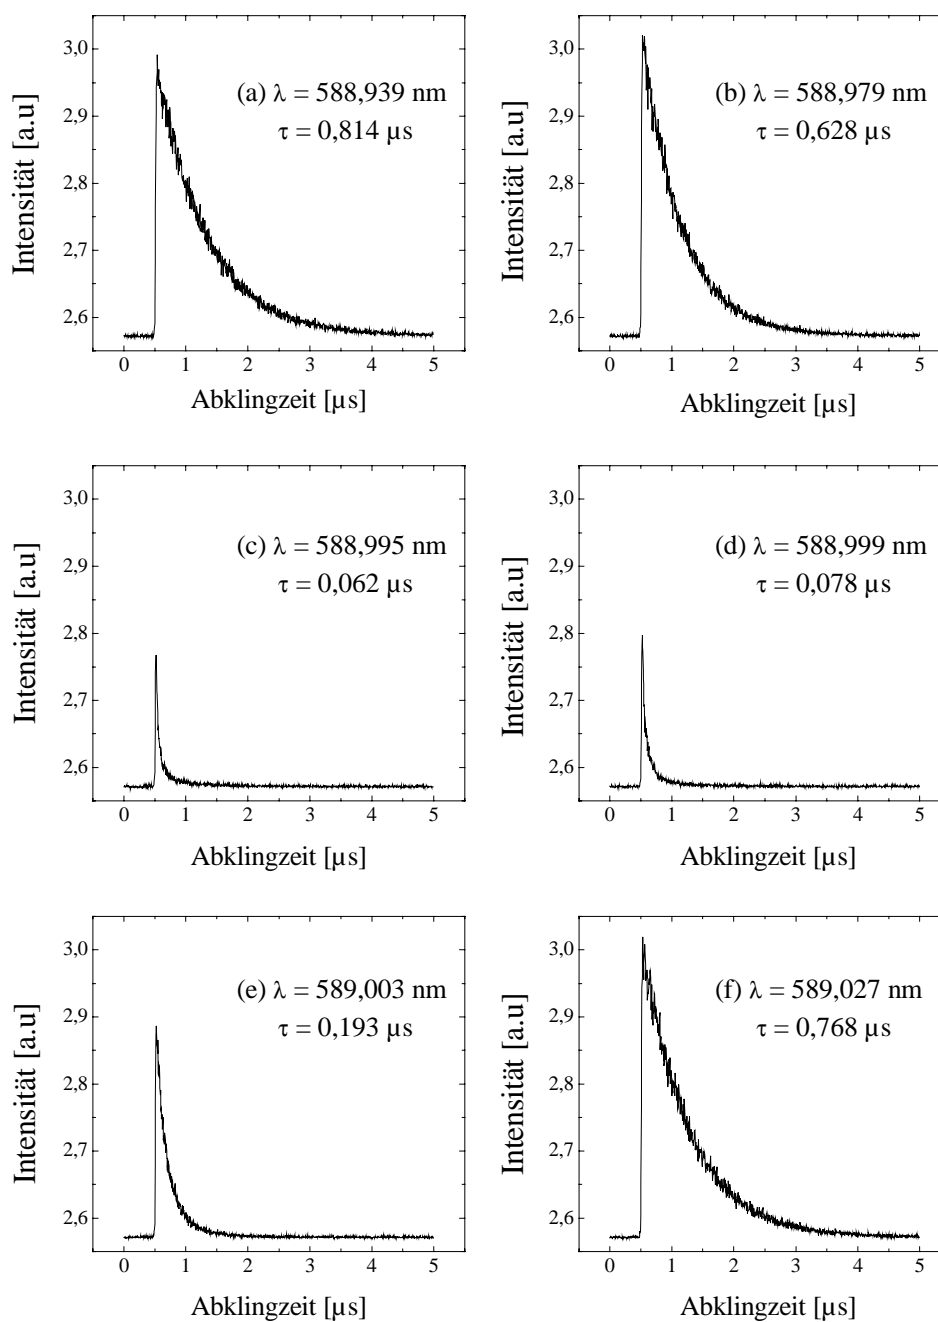 (a) λ = 588,939 nm
τ = 0,814 µs
Intensität [a.u]
3,0
2,9
2,8
2,7
2,6
0 1 2 3 4 5
Abklingzeit [µs]
(b) λ = 588,979 nm
τ = 0,628 µs
Intensität [a.u]
3,0
2,9
2,8
2,7
2,6
0 1 2 3 4 5
Abklingzeit [µs]
(c) λ = 588,995 nm
τ = 0,062 µs
Intensität [a.u]
3,0
2,9
2,8
2,7
2,6
0 1 2 3 4 5
Abklingzeit [µs]
(d) λ = 588,999 nm
τ = 0,078 µs
Intensität [a.u]
3,0
2,9
2,8
2,7
2,6
0 1 2 3 4 5
Abklingzeit [µs]
(e) λ = 589,003 nm
τ = 0,193 µs
Intensität [a.u]
3,0
2,9
2,8
2,7
2,6
0 1 2 3 4 5
Abklingzeit [µs]
(f) λ = 589,027 nm
τ = 0,768 µs
Intensität [a.u]
3,0
2,9
2,8
2,7
2,6
0 1 2 3 4 5
Abklingzeit [µs]